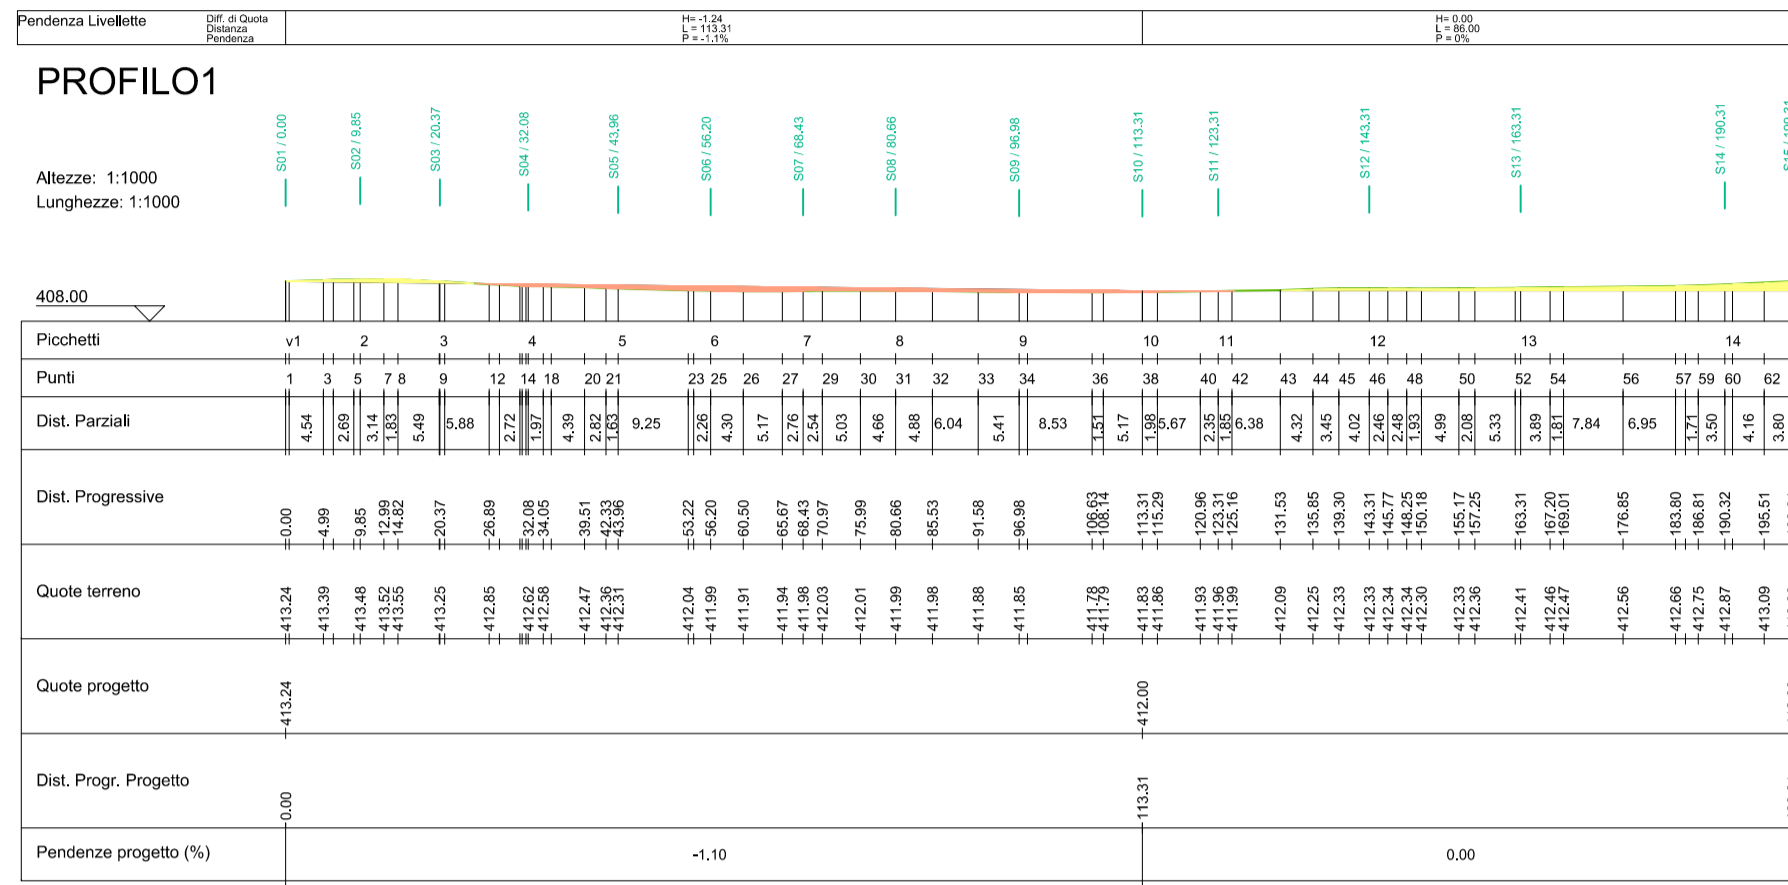 Pendenza Livellette
Diff. di Quota
Distanza
Pendenza
H= -1.24
L = 113.31
P = -1.1%
H= 0.00
L = 86.00
P = 0%
PROFILO1
Altezze: 1:1000
Lunghezze: 1:1000
S01 / 0.00
S02 / 9.85
S03 / 20.37
S04 / 32.08
S05 / 43.96
S06 / 56.20
S07 / 68.43
S08 / 80.66
S09 / 96.98
S10 / 113.31
S11 / 123.31
S12 / 143.31
S13 / 163.31
S14 / 190.31
408.00
Picchetti v1 2 3 4 5 6 7 8 9 10 11 12 13 14
Punti 1 3 5 7 8 9 12 14 18 20 21 23 25 26 27 29 30 31 32 33 34 36 38 40 42 43 44 45 46 48 50 52 54 56 57 59 60 62
Dist. Parziali 4.54 2.69 3.14 1.83 5.49 5.88 2.72 1.97 4.39 2.82 1.63 9.25 2.26 4.30 5.17 2.76 2.54 5.03 4.66 4.88 6.04 5.41 8.53 1.51 5.17 1.98 5.67 2.35 1.85 6.38 4.32 3.45 4.02 2.46 2.48 1.93 4.99 2.08 5.33 3.89 1.81 7.84 6.95 1.71 3.50 4.16 3.80
Dist. Progressive 0.00 4.99 9.85 12.99 14.82 20.37 26.89 32.08 34.05 39.51 42.33 43.96 53.22 56.20 60.50 65.67 68.43 70.97 75.99 80.66 85.53 91.58 96.98 106.63 108.14 113.31 115.29 120.96 123.31 125.16 131.53 135.85 139.30 143.31 145.77 148.25 150.18 155.17 157.25 163.31 167.20 169.01 176.85 183.80 186.81 190.32 195.51
Quote terreno 413.24 413.39 413.48 413.52 413.55 413.25 412.85 412.62 412.58 412.47 412.36 412.31 412.04 411.99 411.91 411.94 411.98 412.03 412.01 411.99 411.98 411.88 411.85 411.78 411.79 411.83 411.86 411.93 411.96 411.99 412.09 412.25 412.33 412.33 412.34 412.34 412.30 412.33 412.36 412.41 412.46 412.47 412.56 412.66 412.75 412.87 413.09
Quote progetto 413.24 412.00
Dist. Progr. Progetto 0.00 113.31
Pendenze progetto (%) -1.10 0.00